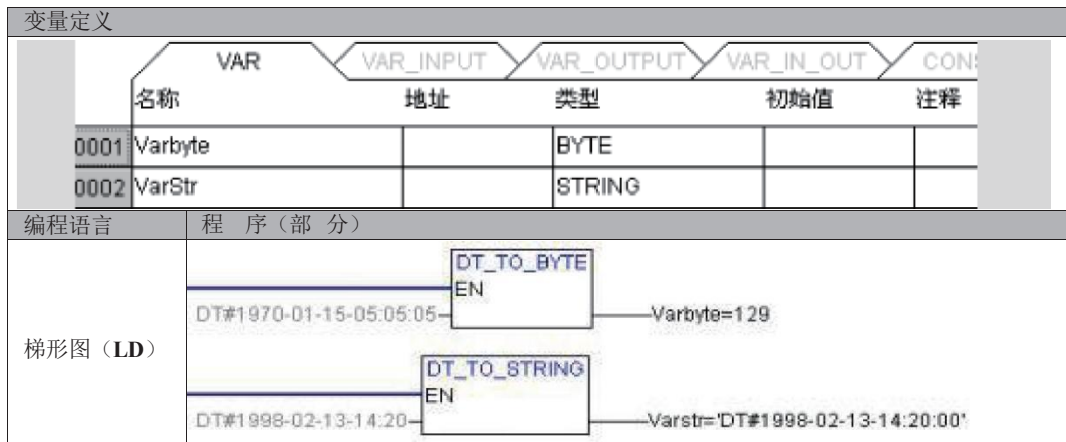 变量定义
VAR VAR_INPUT VAR_OUTPUT VAR_IN_OUT CONS
名称 地址 类型 初始值 注释
0001 Varbyte BYTE
0002 VarStr STRING
编程语言 程 序（部 分）
DT_TO_BYTE
EN
DT#1970-01-15-05:05:05 Varbyte=129
梯形图（LD）
DT_TO_STRING
EN
DT#1998-02-13-14:20 Varstr='DT#1998-02-13-14:20:00'